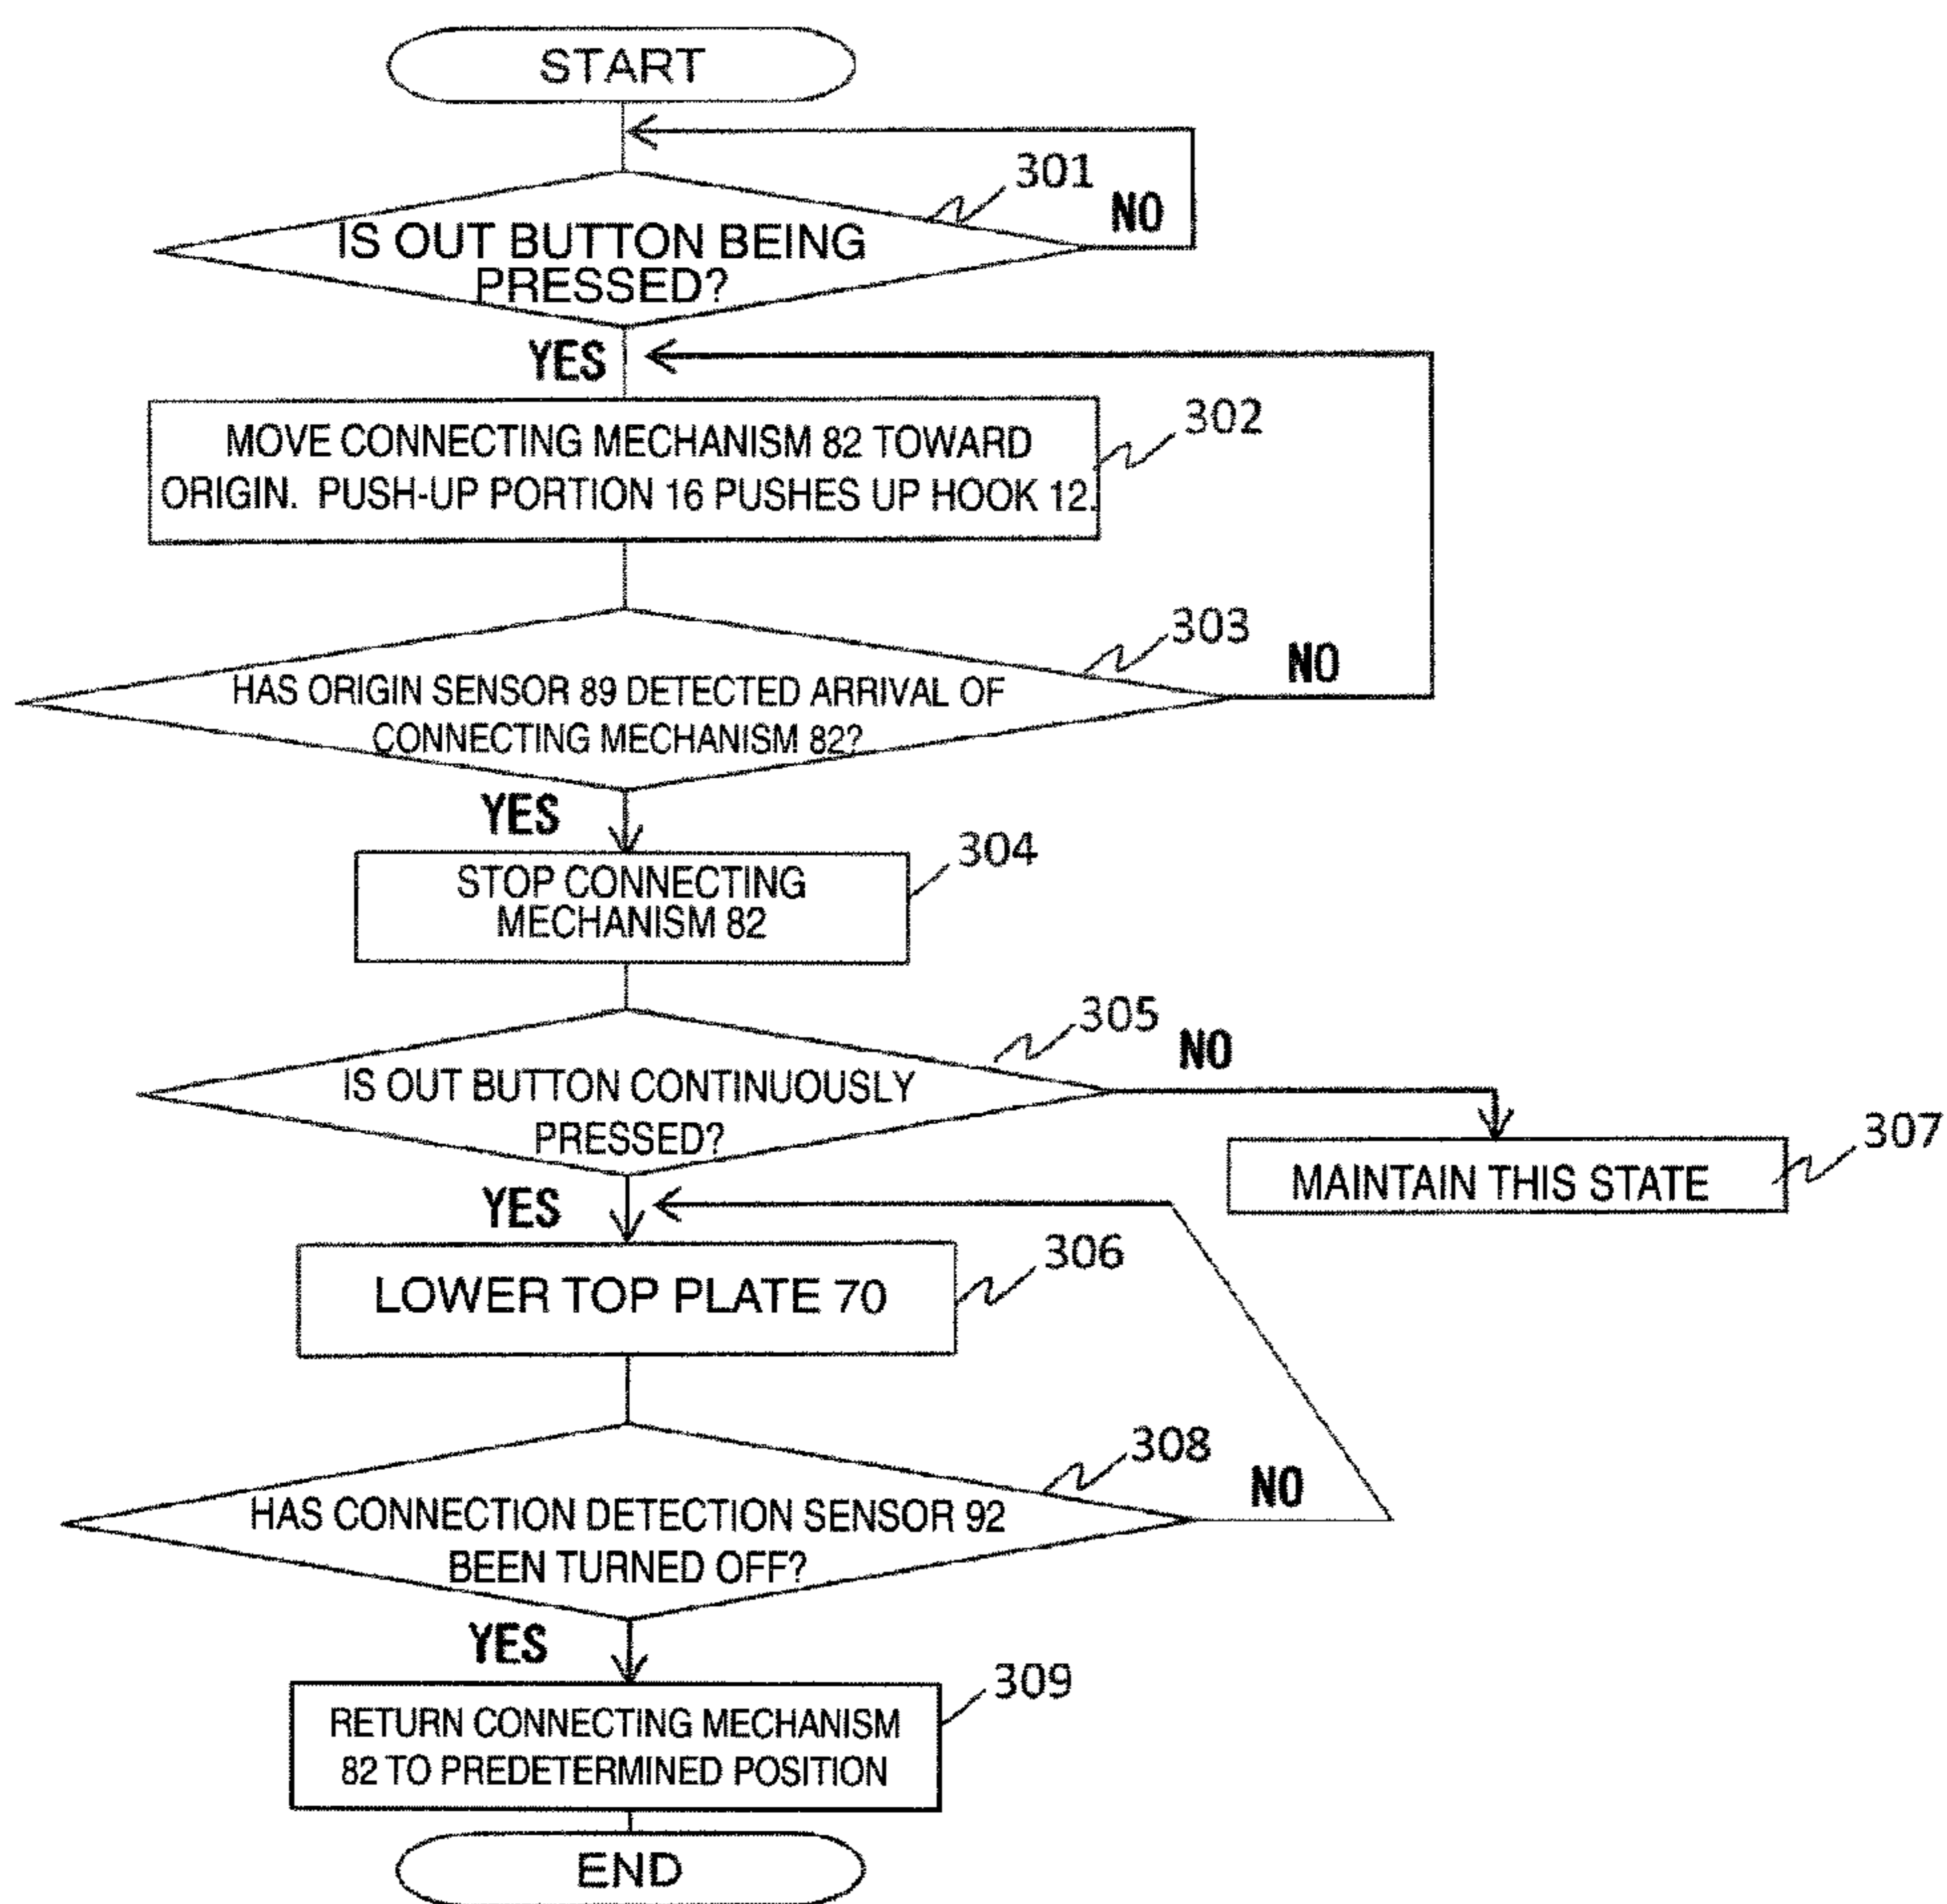 START
301
NO
IS OUT BUTTON BEING
PRESSED?
YES
302
MOVE CONNECTING MECHANISM 82 TOWARD
ORIGIN. PUSH-UP PORTION 16 PUSHES UP HOOK 12.
303
NO
HAS ORIGIN SENSOR 89 DETECTED ARRIVAL OF
CONNECTING MECHANISM 82?
YES
304
STOP CONNECTING
MECHANISM 82
305
NO
IS OUT BUTTON CONTINUOUSLY
PRESSED?
307
MAINTAIN THIS STATE
YES
306
LOWER TOP PLATE 70
308
NO
HAS CONNECTION DETECTION SENSOR 92
BEEN TURNED OFF?
YES
309
RETURN CONNECTING MECHANISM
82 TO PREDETERMINED POSITION
END